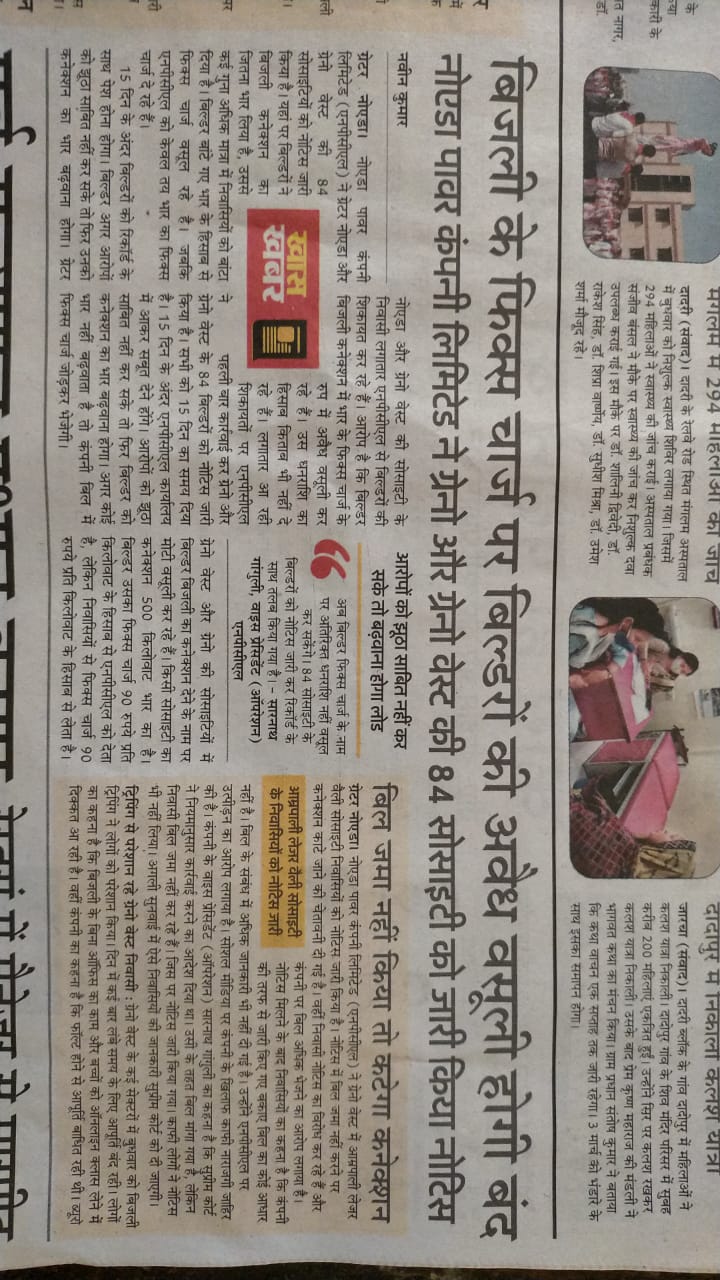 मंगलम में 294 महिलाओं की जांच
दादरी (संवाद)। दादरी के रेलवे रोड स्थित मंगलम अस्पताल
में बुधवार को निशुल्क स्वास्थ्य शिविर लगाया गया। जिसमें
294 महिलाओं ने स्वास्थ्य की जांच कराई। अस्पताल प्रबंधक
संजीव बंसल ने मौके पर स्वास्थ्य की जांच कर निशुल्क दवा
उपलब्ध कराई गई। इस मौके पर डॉ. शालिनी द्विवेदी, डॉ.
राकेश सिंह, डॉ. शिप्रा वार्ष्णेय, डॉ. सुधीश मिश्रा, डॉ. उमेश
शर्मा मौजूद रहे।
दादूपुर में निकाली कलश यात्रा
जारचा (संवाद)। दादरी ब्लॉक के गांव दादोपुर में महिलाओं ने
कलश यात्रा निकाली। दादोपुर गांव के शिव मंदिर परिसर में सुबह
करीब 200 महिलाएं एकत्रित हुईं। उन्होंने सिर पर कलश रखकर
कलश यात्रा निकाली। उसके बाद प्रेम कृष्ण महाराज की मंडली ने
भागवत कथा का मंचन किया। ग्राम प्रधान संतोष कुमार ने बताया
कि कथा वाचन एक सप्ताह तक जारी रहेगा। 3 मार्च को भंडारे के
साथ इसका समापन होगा।
बिजली के फिक्स चार्ज पर बिल्डरों की अवैध वसूली होगी बंद
नोएडा पावर कंपनी लिमिटेड ने ग्रेनो और ग्रेनो वेस्ट की 84 सोसाइटी को जारी किया नोटिस
नवीन कुमार
ग्रेटर नोएडा। नोएडा पावर कंपनी
लिमिटेड (एनपीसीएल) ने ग्रेटर नोएडा और
ग्रेनो वेस्ट की 84
सोसाइटियों को नोटिस जारी
किया है। यहां पर बिल्डरों ने
बिजली कनेक्शन का
जितना भार लिया है, उससे
कई गुना अधिक मात्रा में निवासियों को बांटा
दिया है। बिल्डर बांटे गए भार के हिसाब से
फिक्स चार्ज वसूल रहे है। जबकि
एनपीसीएल को केवल तय भार का फिक्स
चार्ज दे रहे हैं।
15 दिन के अंदर बिल्डरों को रिकॉर्ड के
साथ पेश होना होगा। बिल्डर अगर आरोपों
को झूठा साबित नहीं कर सके तो फिर उनको
कनेक्शन का भार बढ़वाना होगा। ग्रेटर
खास
खबर
नोएडा और ग्रेनो वेस्ट की सोसाइटी के
निवासी लगातार एनपीसीएल से बिल्डरों की
शिकायत कर रहे हैं। आरोप है कि बिल्डर
बिजली कनेक्शन में भार के फिक्स चार्ज के
रुप में अवैध वसूली कर
रहे हैं। उस धनराशि का
हिसाब किताब भी नहीं दे
रहे हैं। लगातार आ रही
शिकायतों पर एनपीसीएल
ने पहली बार कार्रवाई कर ग्रेनो और
ग्रेनो वेस्ट के 84 बिल्डरों को नोटिस जारी
किया है। सभी को 15 दिन का समय दिया
है। 15 दिन के अंदर एनपीसीएल कार्यालय
में आकर सबूत देने होंगे। आरोपों को झूठा
साबित नहीं कर सके तो फिर बिल्डर को
कनेक्शन का भार बढ़वाना होगा। अगर कोई
भार नहीं बढ़वाता है तो कंपनी बिल में
फिक्स चार्ज जोड़कर भेजेगी।
आरोपों को झूठा साबित नहीं कर
सके तो बढ़वाना होगा लोड
अब बिल्डर फिक्स चार्ज के नाम
पर अतिरिक्त धनराशि नहीं वसूल
कर सकेंगे। 84 सोसाइटी के
बिल्डरों को नोटिस जारी कर रिकॉर्ड के
साथ तलब किया गया है। - सारनाथ
गांगुली, वाइस प्रेसिडेंट (ऑपरेशन)
एनपीसीएल
ग्रेनो वेस्ट और ग्रेनो की सोसाइटियों में
बिल्डर बिजली का कनेक्शन देने के नाम पर
मोटी वसूली कर रहे हैं। किसी सोसाइटी का
कनेक्शन 500 किलोवाट भार का है।
बिल्डर उसका फिक्स चार्ज 90 रुपये प्रति
किलोवाट के हिसाब से एनपीसीएल को देता
है, लेकिन निवासियों से फिक्स चार्ज 90
रुपये प्रति किलोवाट के हिसाब से लेता है।
बिल जमा नहीं किया तो कटेगा कनेक्शन
ग्रेटर नोएडा। नोएडा पावर कंपनी लिमिटेड (एनपीसीएल) ने ग्रेनो वेस्ट में आम्रपाली लेजर
वैली सोसाइटी निवासियों को नोटिस जारी किया है। नोटिस में बिल जमा नहीं करने पर
कनेक्शन काटे जाने की चेतावनी दी गई है। वहीं निवासी नोटिस का विरोध कर रहे हैं और
कंपनी पर बिल अधिक भेजने का आरोप लगाया है।
आम्रपाली लेजर वैली सोसाइटी
के निवासियों को नोटिस जारी
नोटिस मिलने के बाद निवासियों का कहना है कि कंपनी
की तरफ से जारी किए गए बकाए बिल का कोई आधार
नहीं है। बिल के संबंध में अधिक जानकारी भी नहीं दी गई है। उन्होंने एनपीसीएल पर
उत्पीड़न का आरोप लगाया है। सोशल मीडिया पर कंपनी के खिलाफ काफी नाराजगी जाहिर
की है। कंपनी के वाइस प्रेसिडेंट (ऑपरेशन) सारनाथ गांगुली का कहना है कि सुप्रीम कोर्ट
ने नियमानुसार कार्रवाई करने का आदेश दिया था। उसी के तहत बिल मांगा गया है, लेकिन
निवासी बिल जमा नहीं कर रहे हैं। जिस पर नोटिस जारी किया गया। काफी लोगों ने नोटिस
भी नहीं लिया। अगली सुनवाई में ऐसे निवासियों की जानकारी सुप्रीम कोर्ट को दी जाएगी।
ट्रिपिंग से परेशान रहे ग्रेनो वेस्ट निवासी : ग्रेनो वेस्ट के कई सेक्टरों में बुधवार को बिजली
ट्रिपिंग ने लोगों को परेशान किया। दिन में कई बार लंबे समय के लिए आपूर्ति बंद रही। लोगों
का कहना है कि बिजली के बिना ऑफिस का काम और बच्चों को ऑनलाइन क्लास लेने में
दिक्कत आ रही है। वहीं कंपनी का कहना है कि फॉल्ट होने से आपूर्ति बाधित रही थी। ब्यूरो